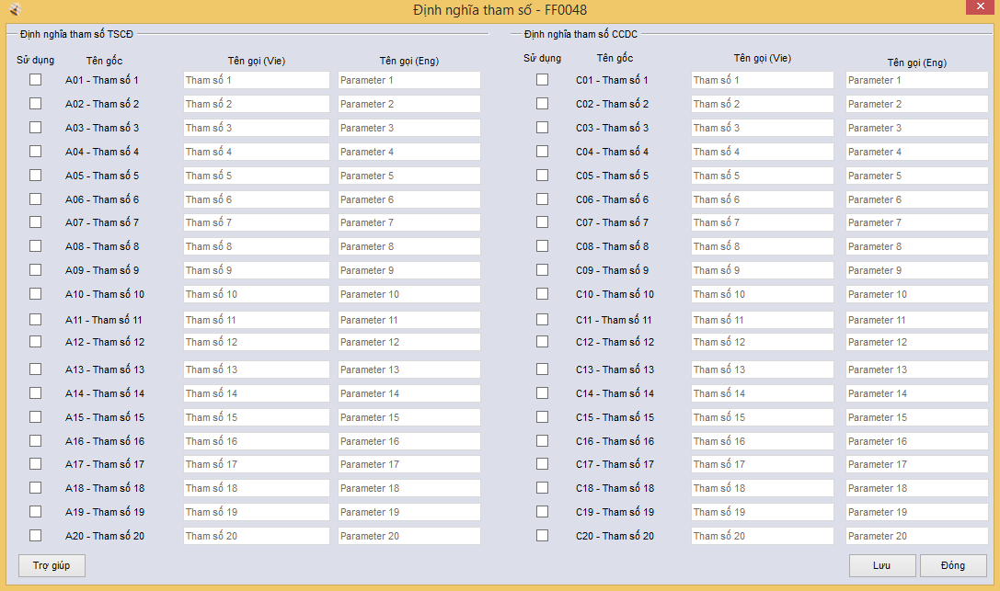 Định nghĩa tham số - FF0048
Định nghĩa tham số TSCĐ Định nghĩa tham số CCDC
Sử dụng Tên gốc Tên gọi (Vie) Tên gọi (Eng) Sử dụng Tên gốc Tên gọi (Vie) Tên gọi (Eng)
A01 - Tham số 1 Tham số 1 Parameter 1 C01 - Tham số 1 Tham số 1 Parameter 1
A02 - Tham số 2 Tham số 2 Parameter 2 C02 - Tham số 2 Tham số 2 Parameter 2
A03 - Tham số 3 Tham số 3 Parameter 3 C03 - Tham số 3 Tham số 3 Parameter 3
A04 - Tham số 4 Tham số 4 Parameter 4 C04 - Tham số 4 Tham số 4 Parameter 4
A05 - Tham số 5 Tham số 5 Parameter 5 C05 - Tham số 5 Tham số 5 Parameter 5
A06 - Tham số 6 Tham số 6 Parameter 6 C06 - Tham số 6 Tham số 6 Parameter 6
A07 - Tham số 7 Tham số 7 Parameter 7 C07 - Tham số 7 Tham số 7 Parameter 7
A08 - Tham số 8 Tham số 8 Parameter 8 C08 - Tham số 8 Tham số 8 Parameter 8
A09 - Tham số 9 Tham số 9 Parameter 9 C09 - Tham số 9 Tham số 9 Parameter 9
A10 - Tham số 10 Tham số 10 Parameter 10 C10 - Tham số 10 Tham số 10 Parameter 10
A11 - Tham số 11 Tham số 11 Parameter 11 C11 - Tham số 11 Tham số 11 Parameter 11
A12 - Tham số 12 Tham số 12 Parameter 12 C12 - Tham số 12 Tham số 12 Parameter 12
A13 - Tham số 13 Tham số 13 Parameter 13 C13 - Tham số 13 Tham số 13 Parameter 13
A14 - Tham số 14 Tham số 14 Parameter 14 C14 - Tham số 14 Tham số 14 Parameter 14
A15 - Tham số 15 Tham số 15 Parameter 15 C15 - Tham số 15 Tham số 15 Parameter 15
A16 - Tham số 16 Tham số 16 Parameter 16 C16 - Tham số 16 Tham số 16 Parameter 16
A17 - Tham số 17 Tham số 17 Parameter 17 C17 - Tham số 17 Tham số 17 Parameter 17
A18 - Tham số 18 Tham số 18 Parameter 18 C18 - Tham số 18 Tham số 18 Parameter 18
A19 - Tham số 19 Tham số 19 Parameter 19 C19 - Tham số 19 Tham số 19 Parameter 19
A20 - Tham số 20 Tham số 20 Parameter 20 C20 - Tham số 20 Tham số 20 Parameter 20
Trợ giúp Lưu Đóng